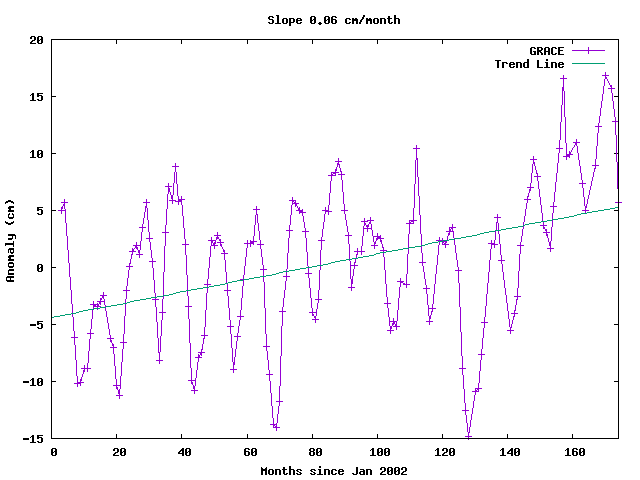 Slope 0.06 cm/month
GRACE
Trend Line
Anomaly (cm)
20
15
10
5
0
-5
-10
-15
0 20 40 60 80 100 120 140 160
Months since Jan 2002